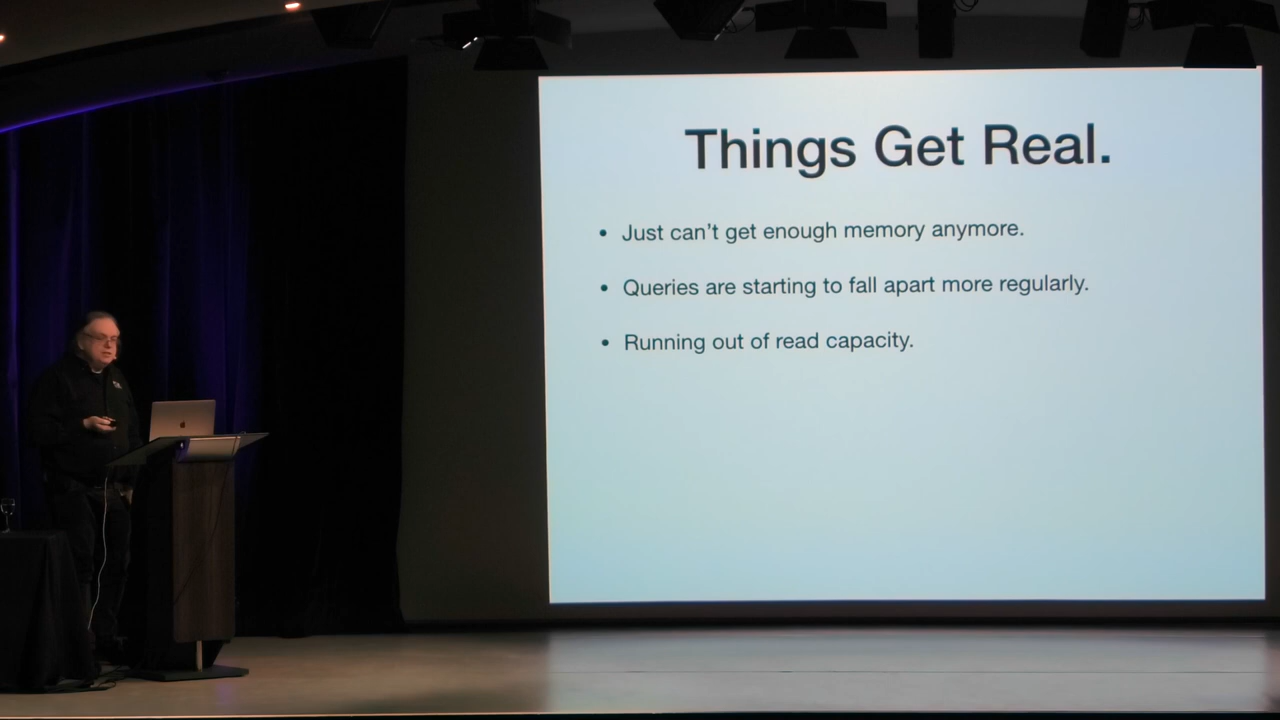 Things Get Real.
• Just can't get enough memory anymore.
• Queries are starting to fall apart more regularly.
• Running out of read capacity.